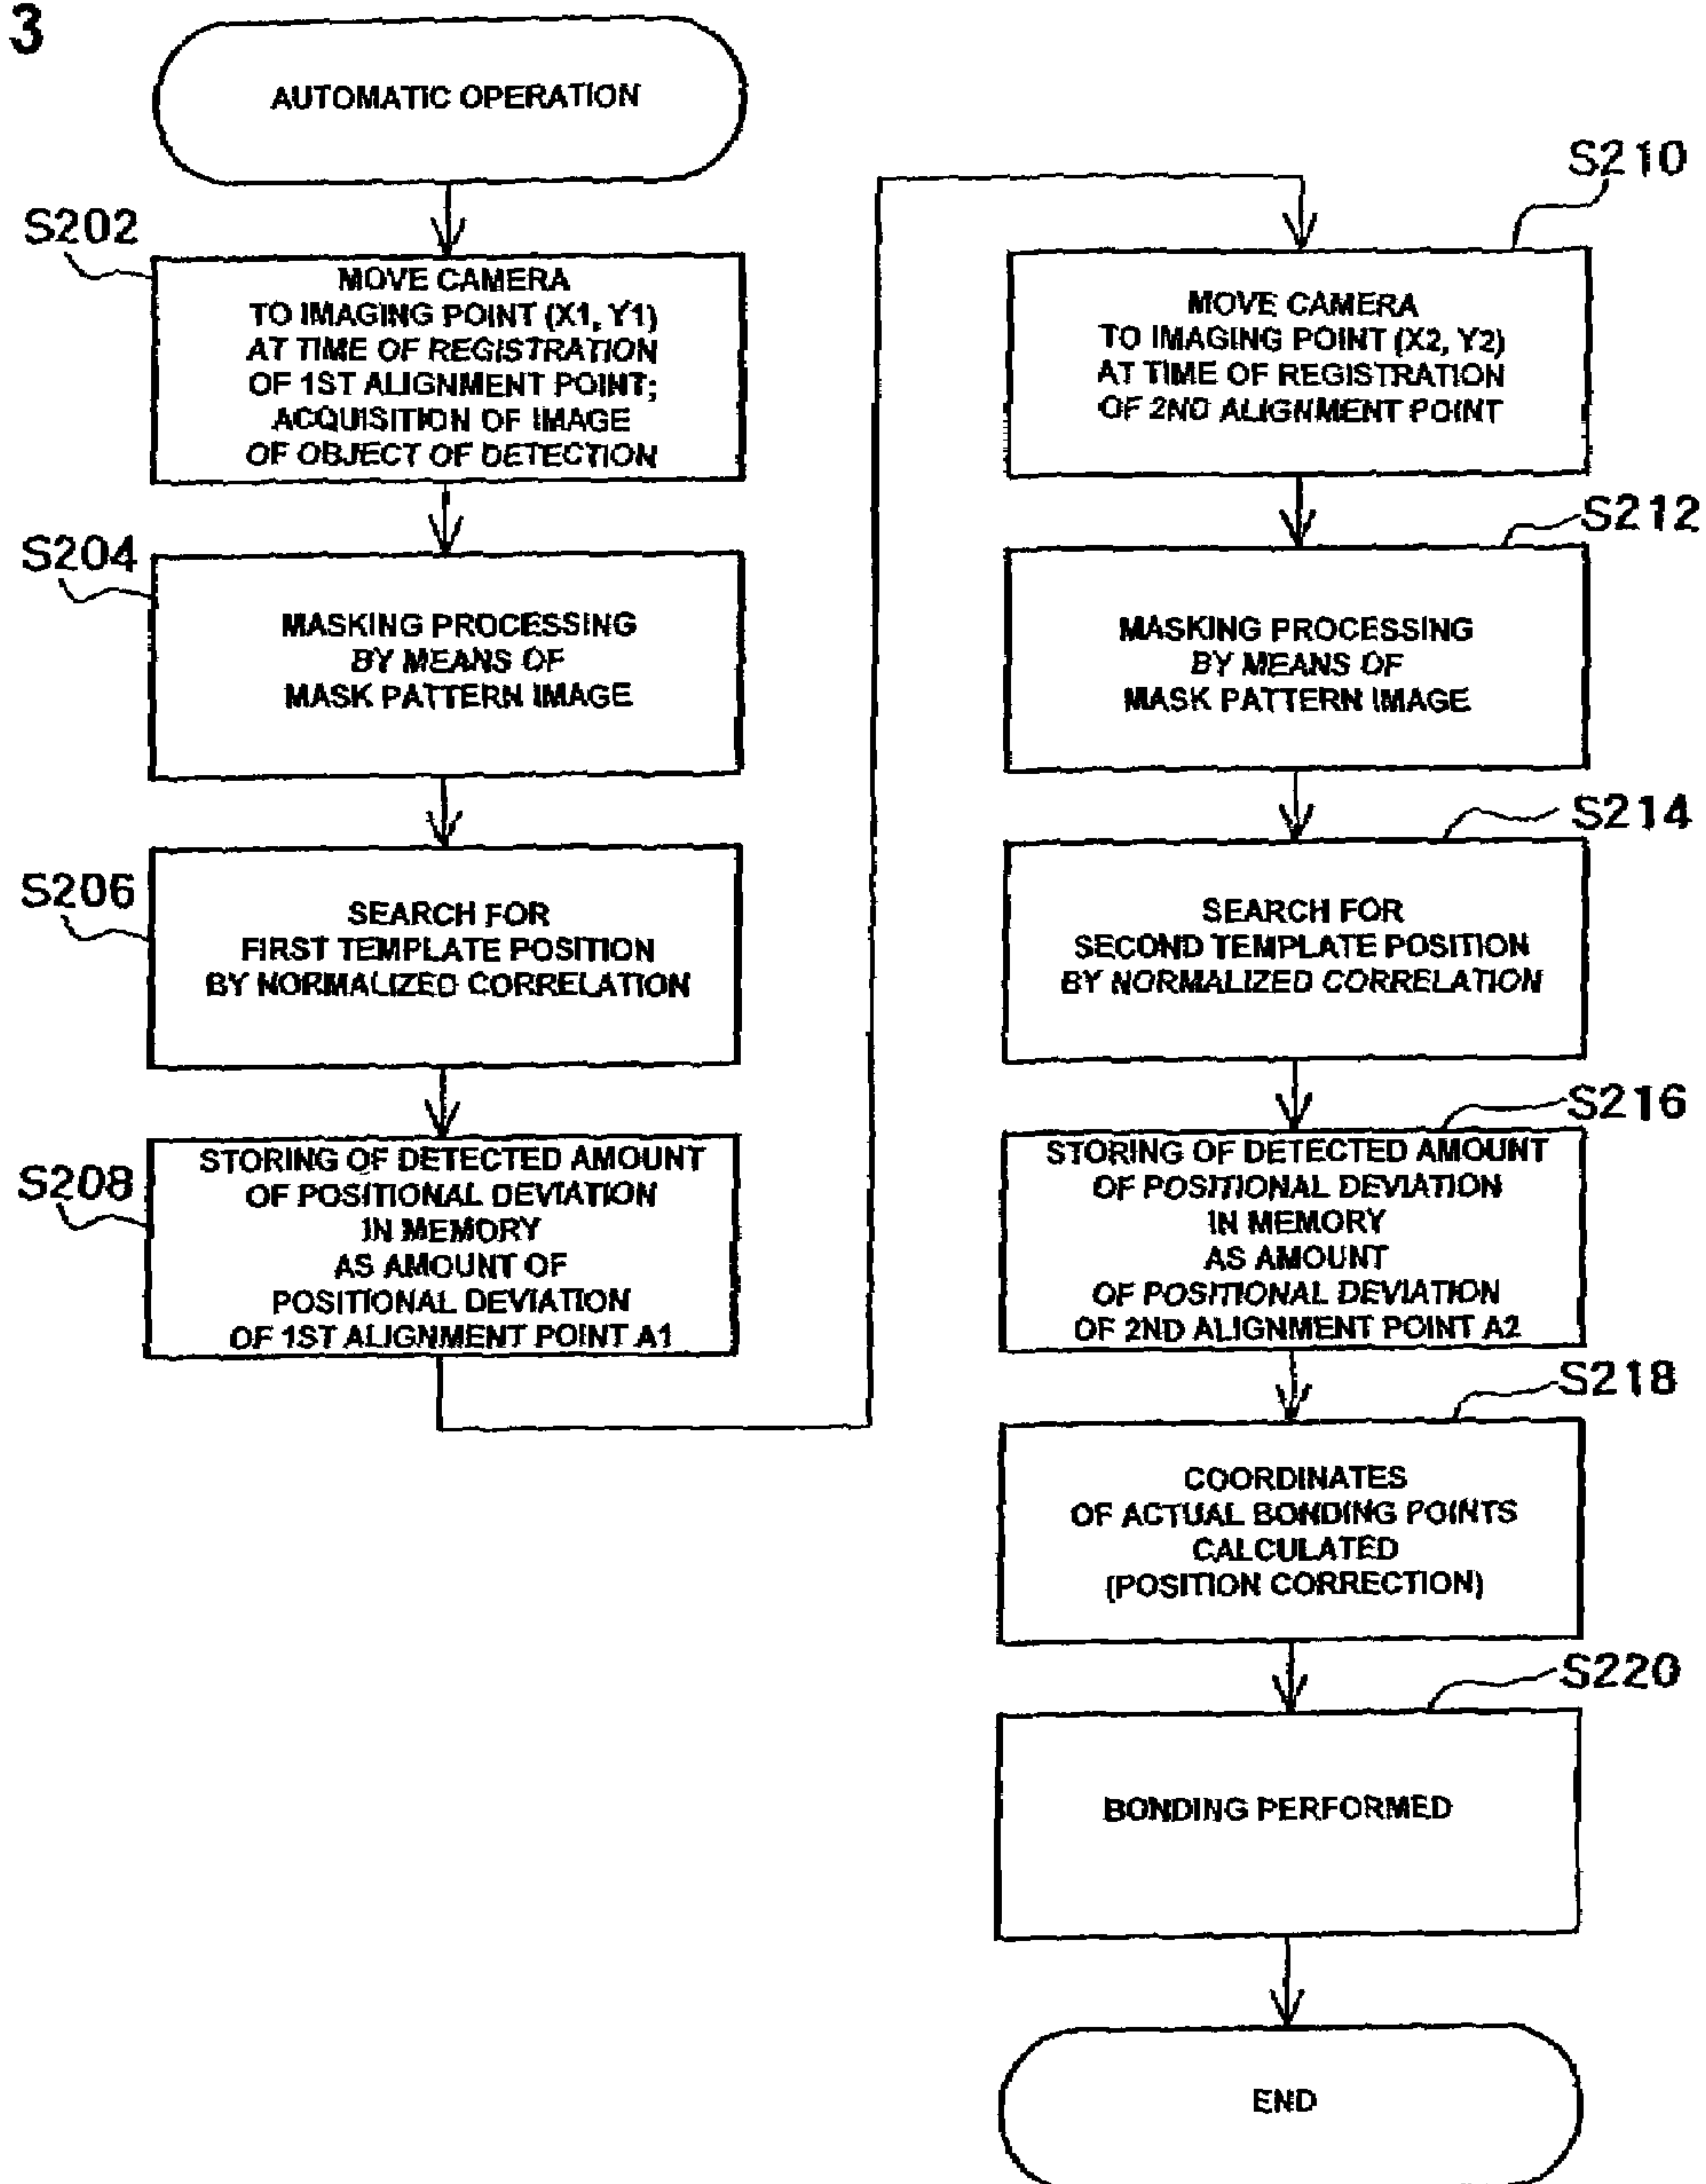 3
AUTOMATIC OPERATION
S202
MOVE CAMERA
TO IMAGING POINT (X1, Y1)
AT TIME OF REGISTRATION
OF 1ST ALIGNMENT POINT;
ACQUISITION OF IMAGE
OF OBJECT OF DETECTION
S204
MASKING PROCESSING
BY MEANS OF
MASK PATTERN IMAGE
S206
SEARCH FOR
FIRST TEMPLATE POSITION
BY NORMALIZED CORRELATION
S208
STORING OF DETECTED AMOUNT
OF POSITIONAL DEVIATION
IN MEMORY
AS AMOUNT OF
POSITIONAL DEVIATION
OF 1ST ALIGNMENT POINT A1
S210
MOVE CAMERA
TO IMAGING POINT (X2, Y2)
AT TIME OF REGISTRATION
OF 2ND ALIGNMENT POINT
S212
MASKING PROCESSING
BY MEANS OF
MASK PATTERN IMAGE
S214
SEARCH FOR
SECOND TEMPLATE POSITION
BY NORMALIZED CORRELATION
S216
STORING OF DETECTED AMOUNT
OF POSITIONAL DEVIATION
IN MEMORY
AS AMOUNT
OF POSITIONAL DEVIATION
OF 2ND ALIGNMENT POINT A2
S218
COORDINATES
OF ACTUAL BONDING POINTS
CALCULATED
(POSITION CORRECTION)
S220
BONDING PERFORMED
END